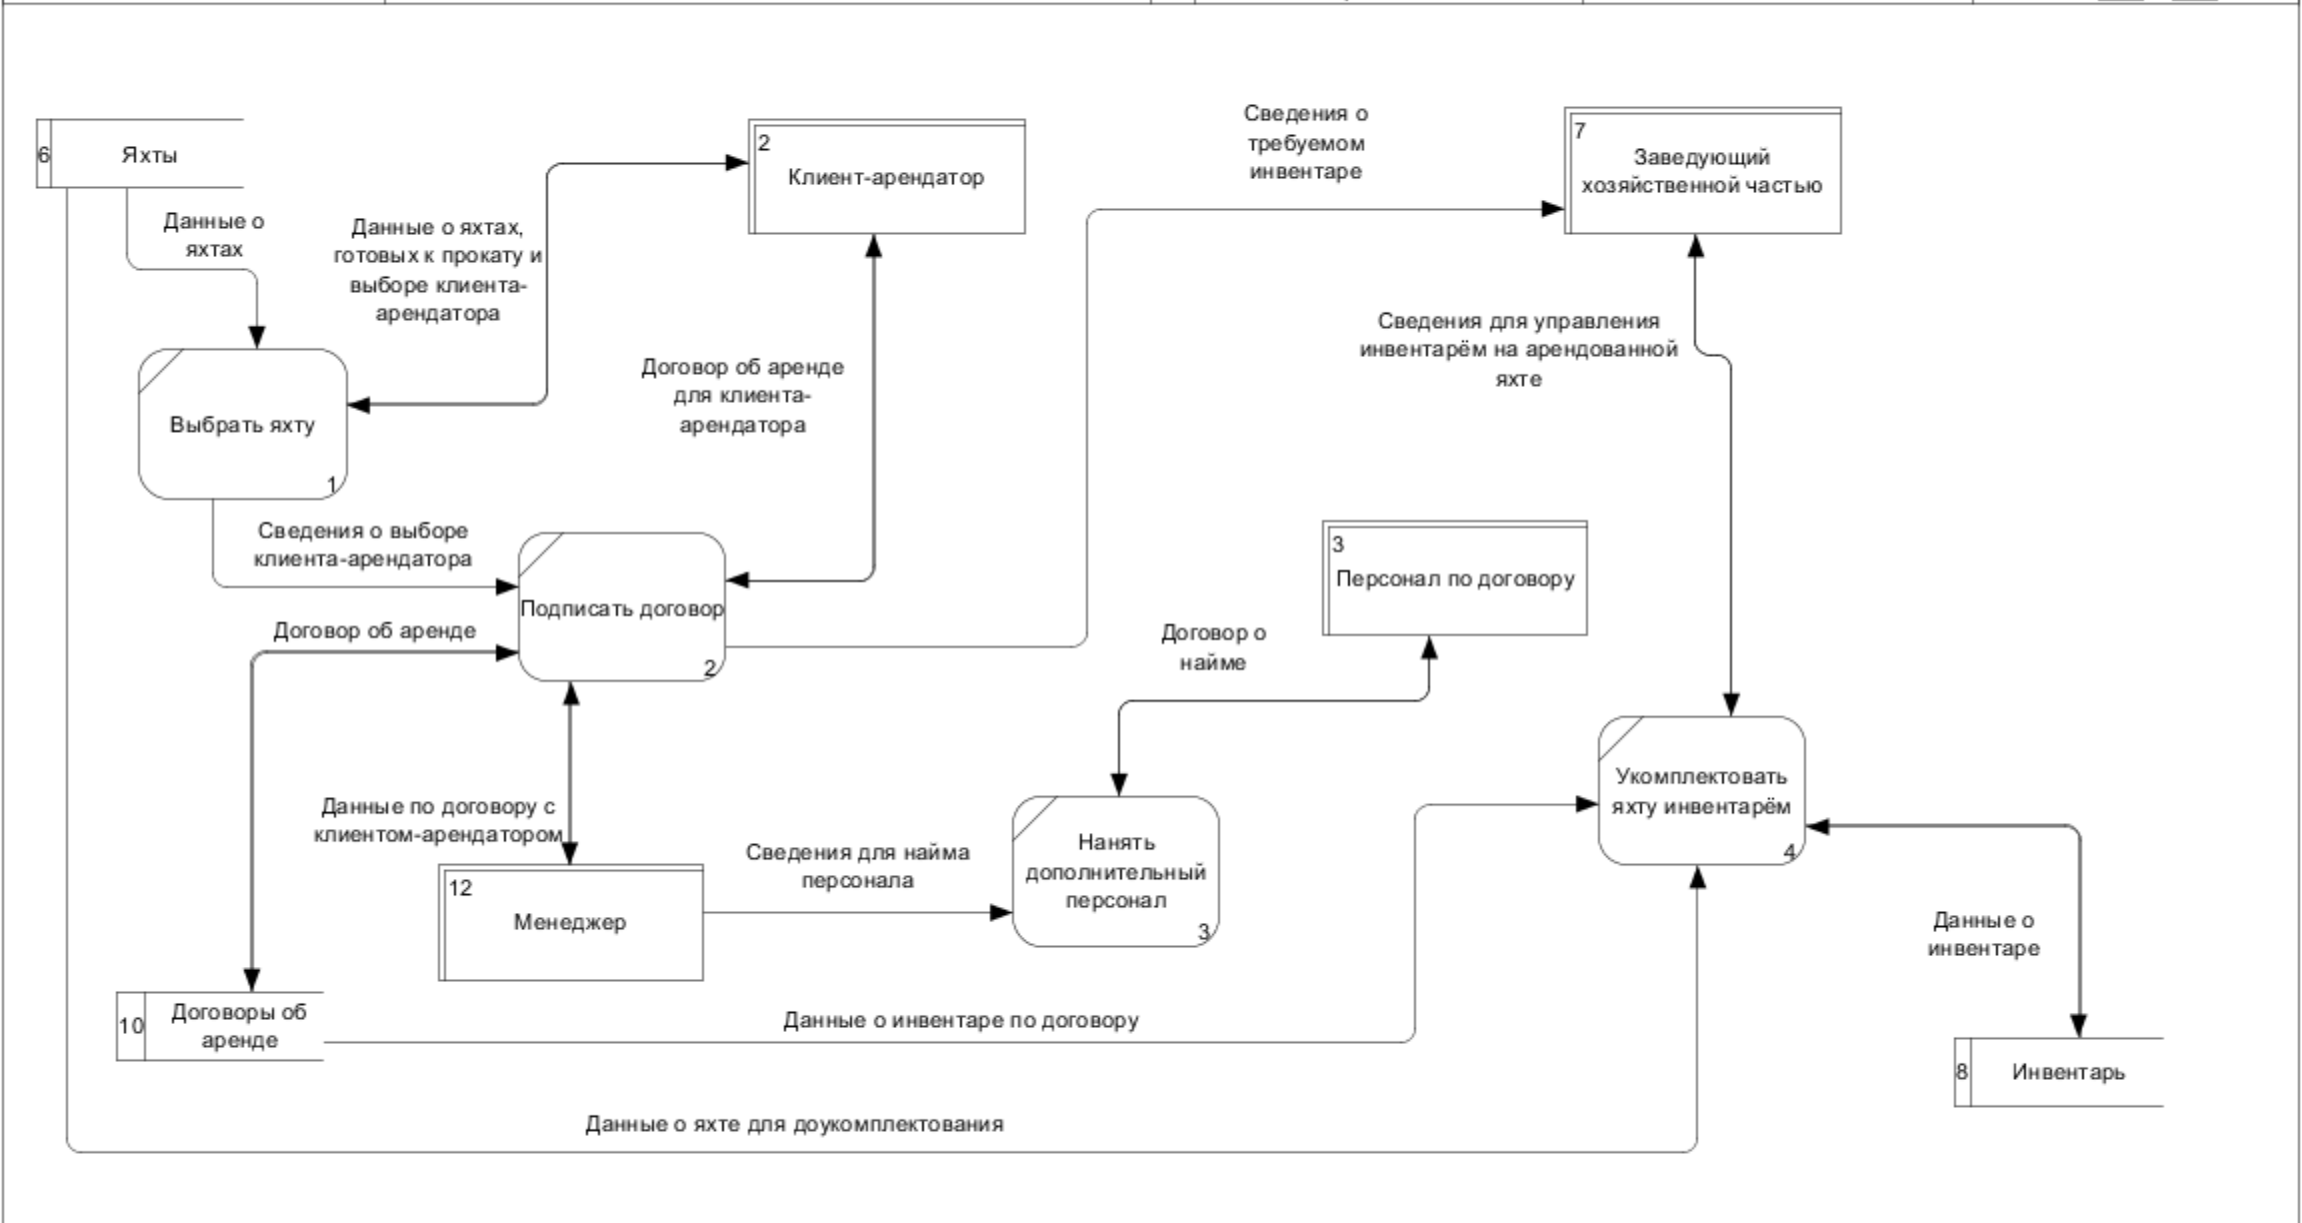 6
Яхты
Данные о
яхтах
Данные о яхтах,
готовых к прокату и
выборе клиента-
арендатора
2
Клиент-арендатор
Сведения о
требуемом
инвентаре
7
Заведующий
хозяйственной частью
Выбрать яхту
1
Договор об аренде
для клиента-
арендатора
Сведения для управления
инвентарём на арендованной
яхте
Сведения о выборе
клиента-арендатора
Подписать договор
2
3
Персонал по договору
Договор об аренде
Договор о
найме
Данные по договору с
клиентом-арендатором
12
Менеджер
Сведения для найма
персонала
Нанять
дополнительный
персонал
3
Укомплектовать
яхту инвентарём
4
Данные о
инвентаре
10
Договоры об
аренде
Данные о инвентаре по договору
8
Инвентарь
Данные о яхте для доукомплектования